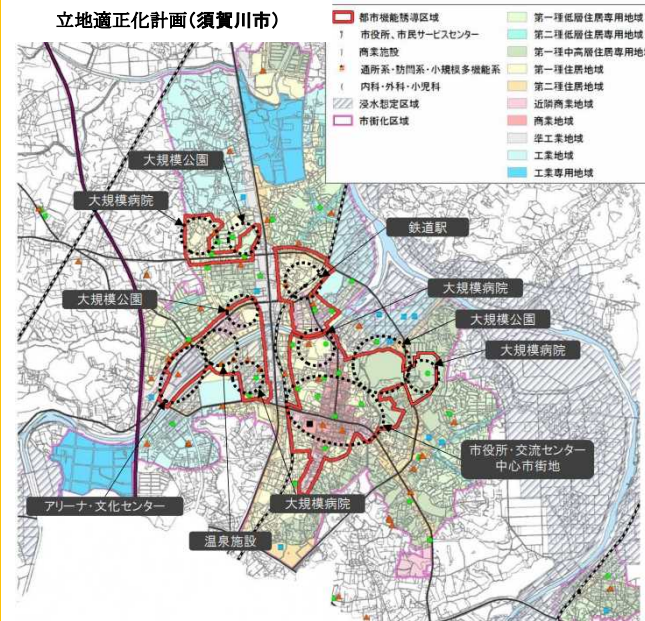 立地適正化計画(須賀川市)
都市機能誘導区域
市役所、市民サービスセンター
商業施設
通所系・訪問系・小規模多機能系
内科・外科・小児科
浸水想定区域
市街化区域
第一種低層住居専用地域
第二種低層住居専用地域
第一種中高層住居専用地
第一種住居地域
第二種住居地域
近隣商業地域
商業地域
準工業地域
工業地域
工業専用地域
大規模公園
大規模病院
鉄道駅
大規模公園
大規模病院
大規模公園
大規模病院
市役所・交流センター
中心市街地
アリーナ・文化センター
大規模病院
温泉施設